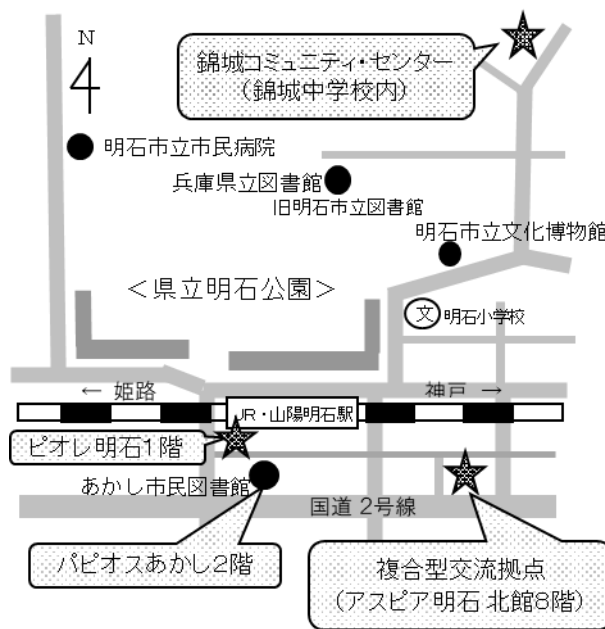 N
錦城コミュニティ・センター
(錦城中学校内)
明石市立市民病院
兵庫県立図書館
旧明石市立図書館
明石市立文化博物館
<県立明石公園>
文 明石小学校
← 姫路
神戸 →
JR・山陽明石駅
ピオレ明石1階
あかし市民図書館
国道 2号線
パピオスあかし2階
複合型交流拠点
(アスピア明石 北館8階)